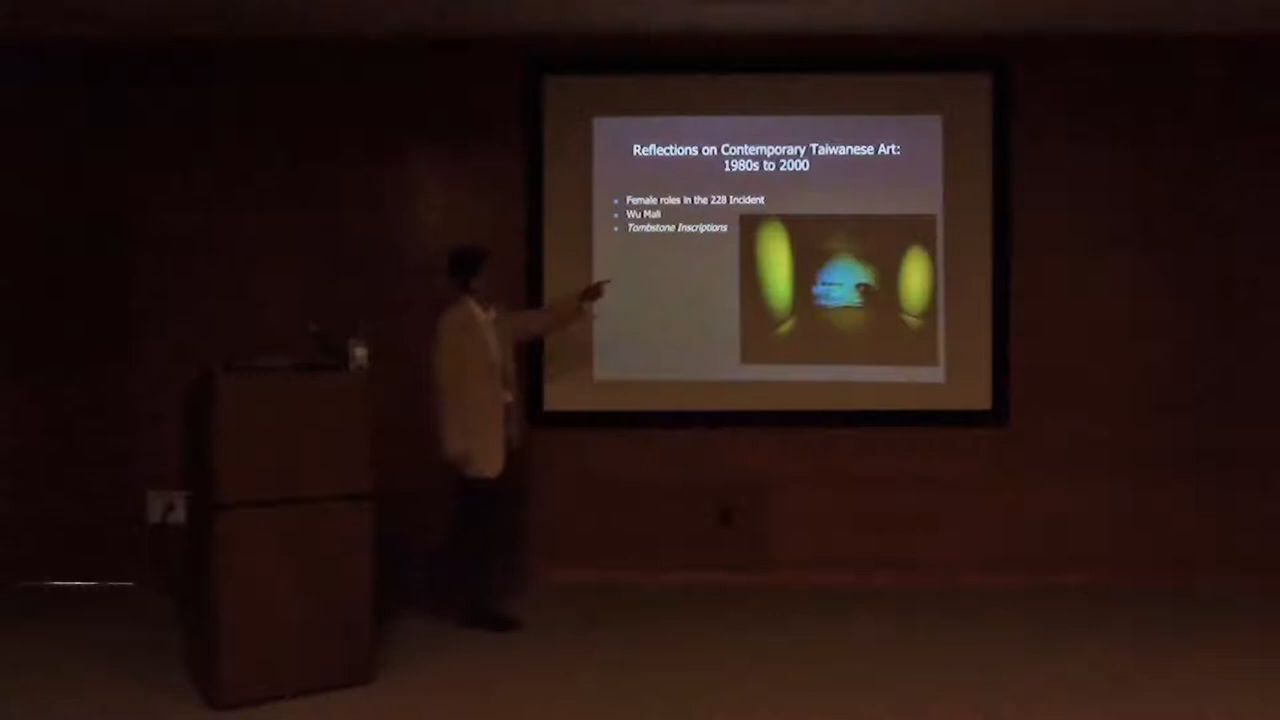 Reflections on Contemporary Taiwanese Art:
1980s to 2000
Female roles in the 228 Incident
Wu Mali
Tombstone Inscriptions